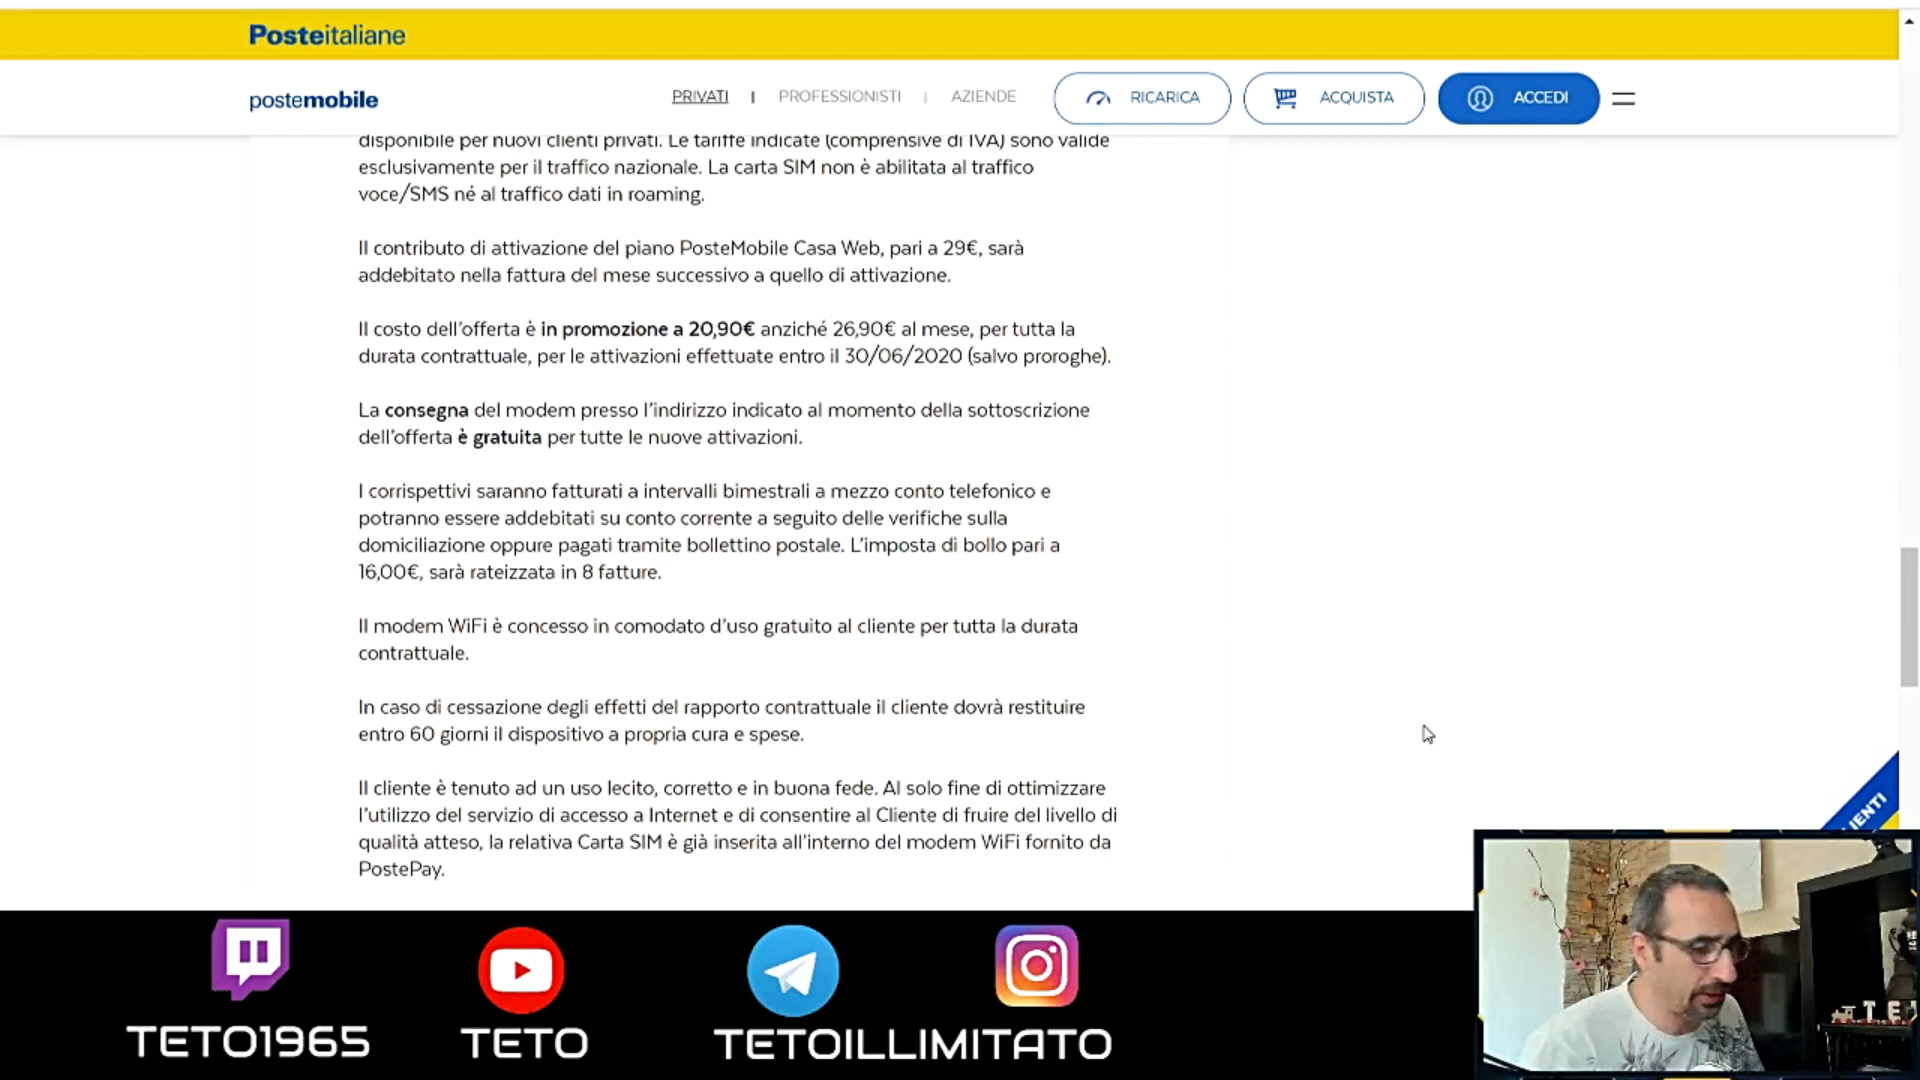 Posteitaliane
postemobile
PRIVATI | PROFESSIONISTI | AZIENDE
RICARICA
ACQUISTA
ACCEDI
disponibile per nuovi clienti privati. Le tariffe indicate (comprensive di IVA) sono valide
esclusivamente per il traffico nazionale. La carta SIM non è abilitata al traffico
voce/SMS né al traffico dati in roaming.
Il contributo di attivazione del piano PosteMobile Casa Web, pari a 29€, sarà
addebitato nella fattura del mese successivo a quello di attivazione.
Il costo dell'offerta è in promozione a 20,90€ anziché 26,90€ al mese, per tutta la
durata contrattuale, per le attivazioni effettuate entro il 30/06/2020 (salvo proroghe).
La consegna del modem presso l'indirizzo indicato al momento della sottoscrizione
dell'offerta è gratuita per tutte le nuove attivazioni.
I corrispettivi saranno fatturati a intervalli bimestrali a mezzo conto telefonico e
potranno essere addebitati su conto corrente a seguito delle verifiche sulla
domiciliazione oppure pagati tramite bollettino postale. L'imposta di bollo pari a
16,00€, sarà rateizzata in 8 fatture.
Il modem WiFi è concesso in comodato d'uso gratuito al cliente per tutta la durata
contrattuale.
In caso di cessazione degli effetti del rapporto contrattuale il cliente dovrà restituire
entro 60 giorni il dispositivo a propria cura e spese.
Il cliente è tenuto ad un uso lecito, corretto e in buona fede. Al solo fine di ottimizzare
l'utilizzo del servizio di accesso a Internet e di consentire al Cliente di fruire del livello di
qualità atteso, la relativa Carta SIM è già inserita all'interno del modem WiFi fornito da
PostePay.
IENTI
TETO1965
TETO
TETOILLIMITATO